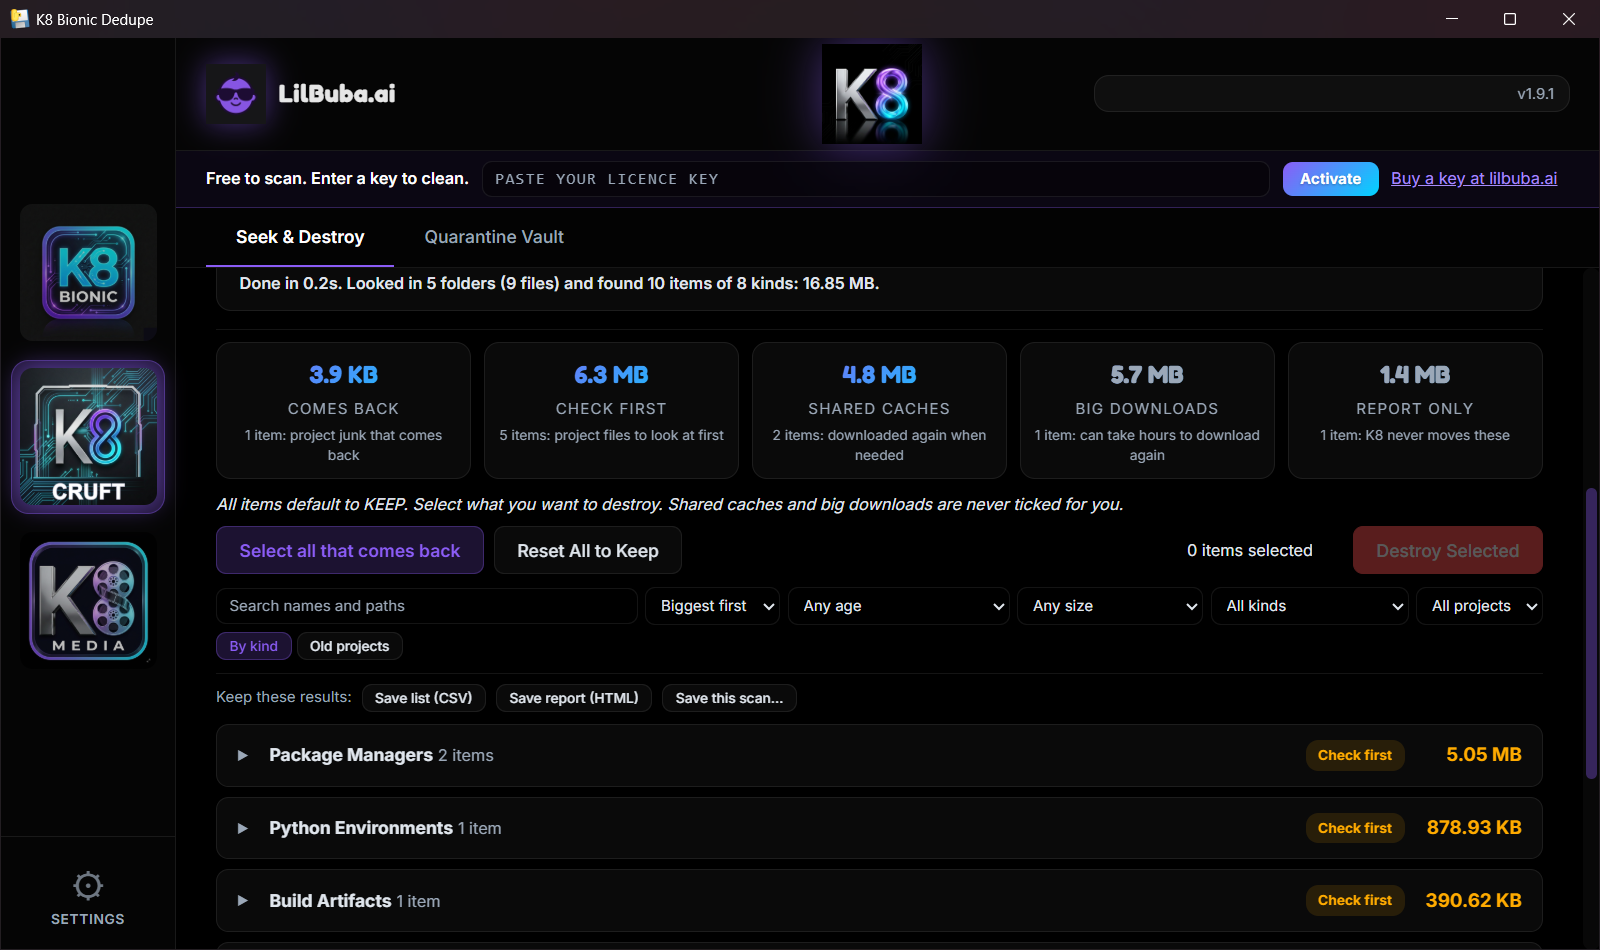 K8 Bionic Dedupe
LilBuba.ai
K8
v1.9.1
Free to scan. Enter a key to clean.
PASTE YOUR LICENCE KEY
Activate
Buy a key at lilbuba.ai
K8
BIONIC
K8
CRUFT
K8
MEDIA
SETTINGS
Seek & Destroy
Quarantine Vault
Done in 0.2s. Looked in 5 folders (9 files) and found 10 items of 8 kinds: 16.85 MB.
3.9 KB
COMES BACK
1 item: project junk that comes
back
6.3 MB
CHECK FIRST
5 items: project files to look at first
4.8 MB
SHARED CACHES
2 items: downloaded again when
needed
5.7 MB
BIG DOWNLOADS
1 item: can take hours to download
again
1.4 MB
REPORT ONLY
1 item: K8 never moves these
All items default to KEEP. Select what you want to destroy. Shared caches and big downloads are never ticked for you.
Select all that comes back
Reset All to Keep
0 items selected
Destroy Selected
Search names and paths
Biggest first
Any age
Any size
All kinds
All projects
By kind
Old projects
Keep these results:
Save list (CSV)
Save report (HTML)
Save this scan...
Package Managers 2 items
Check first
5.05 MB
Python Environments 1 item
Check first
878.93 KB
Build Artifacts 1 item
Check first
390.62 KB